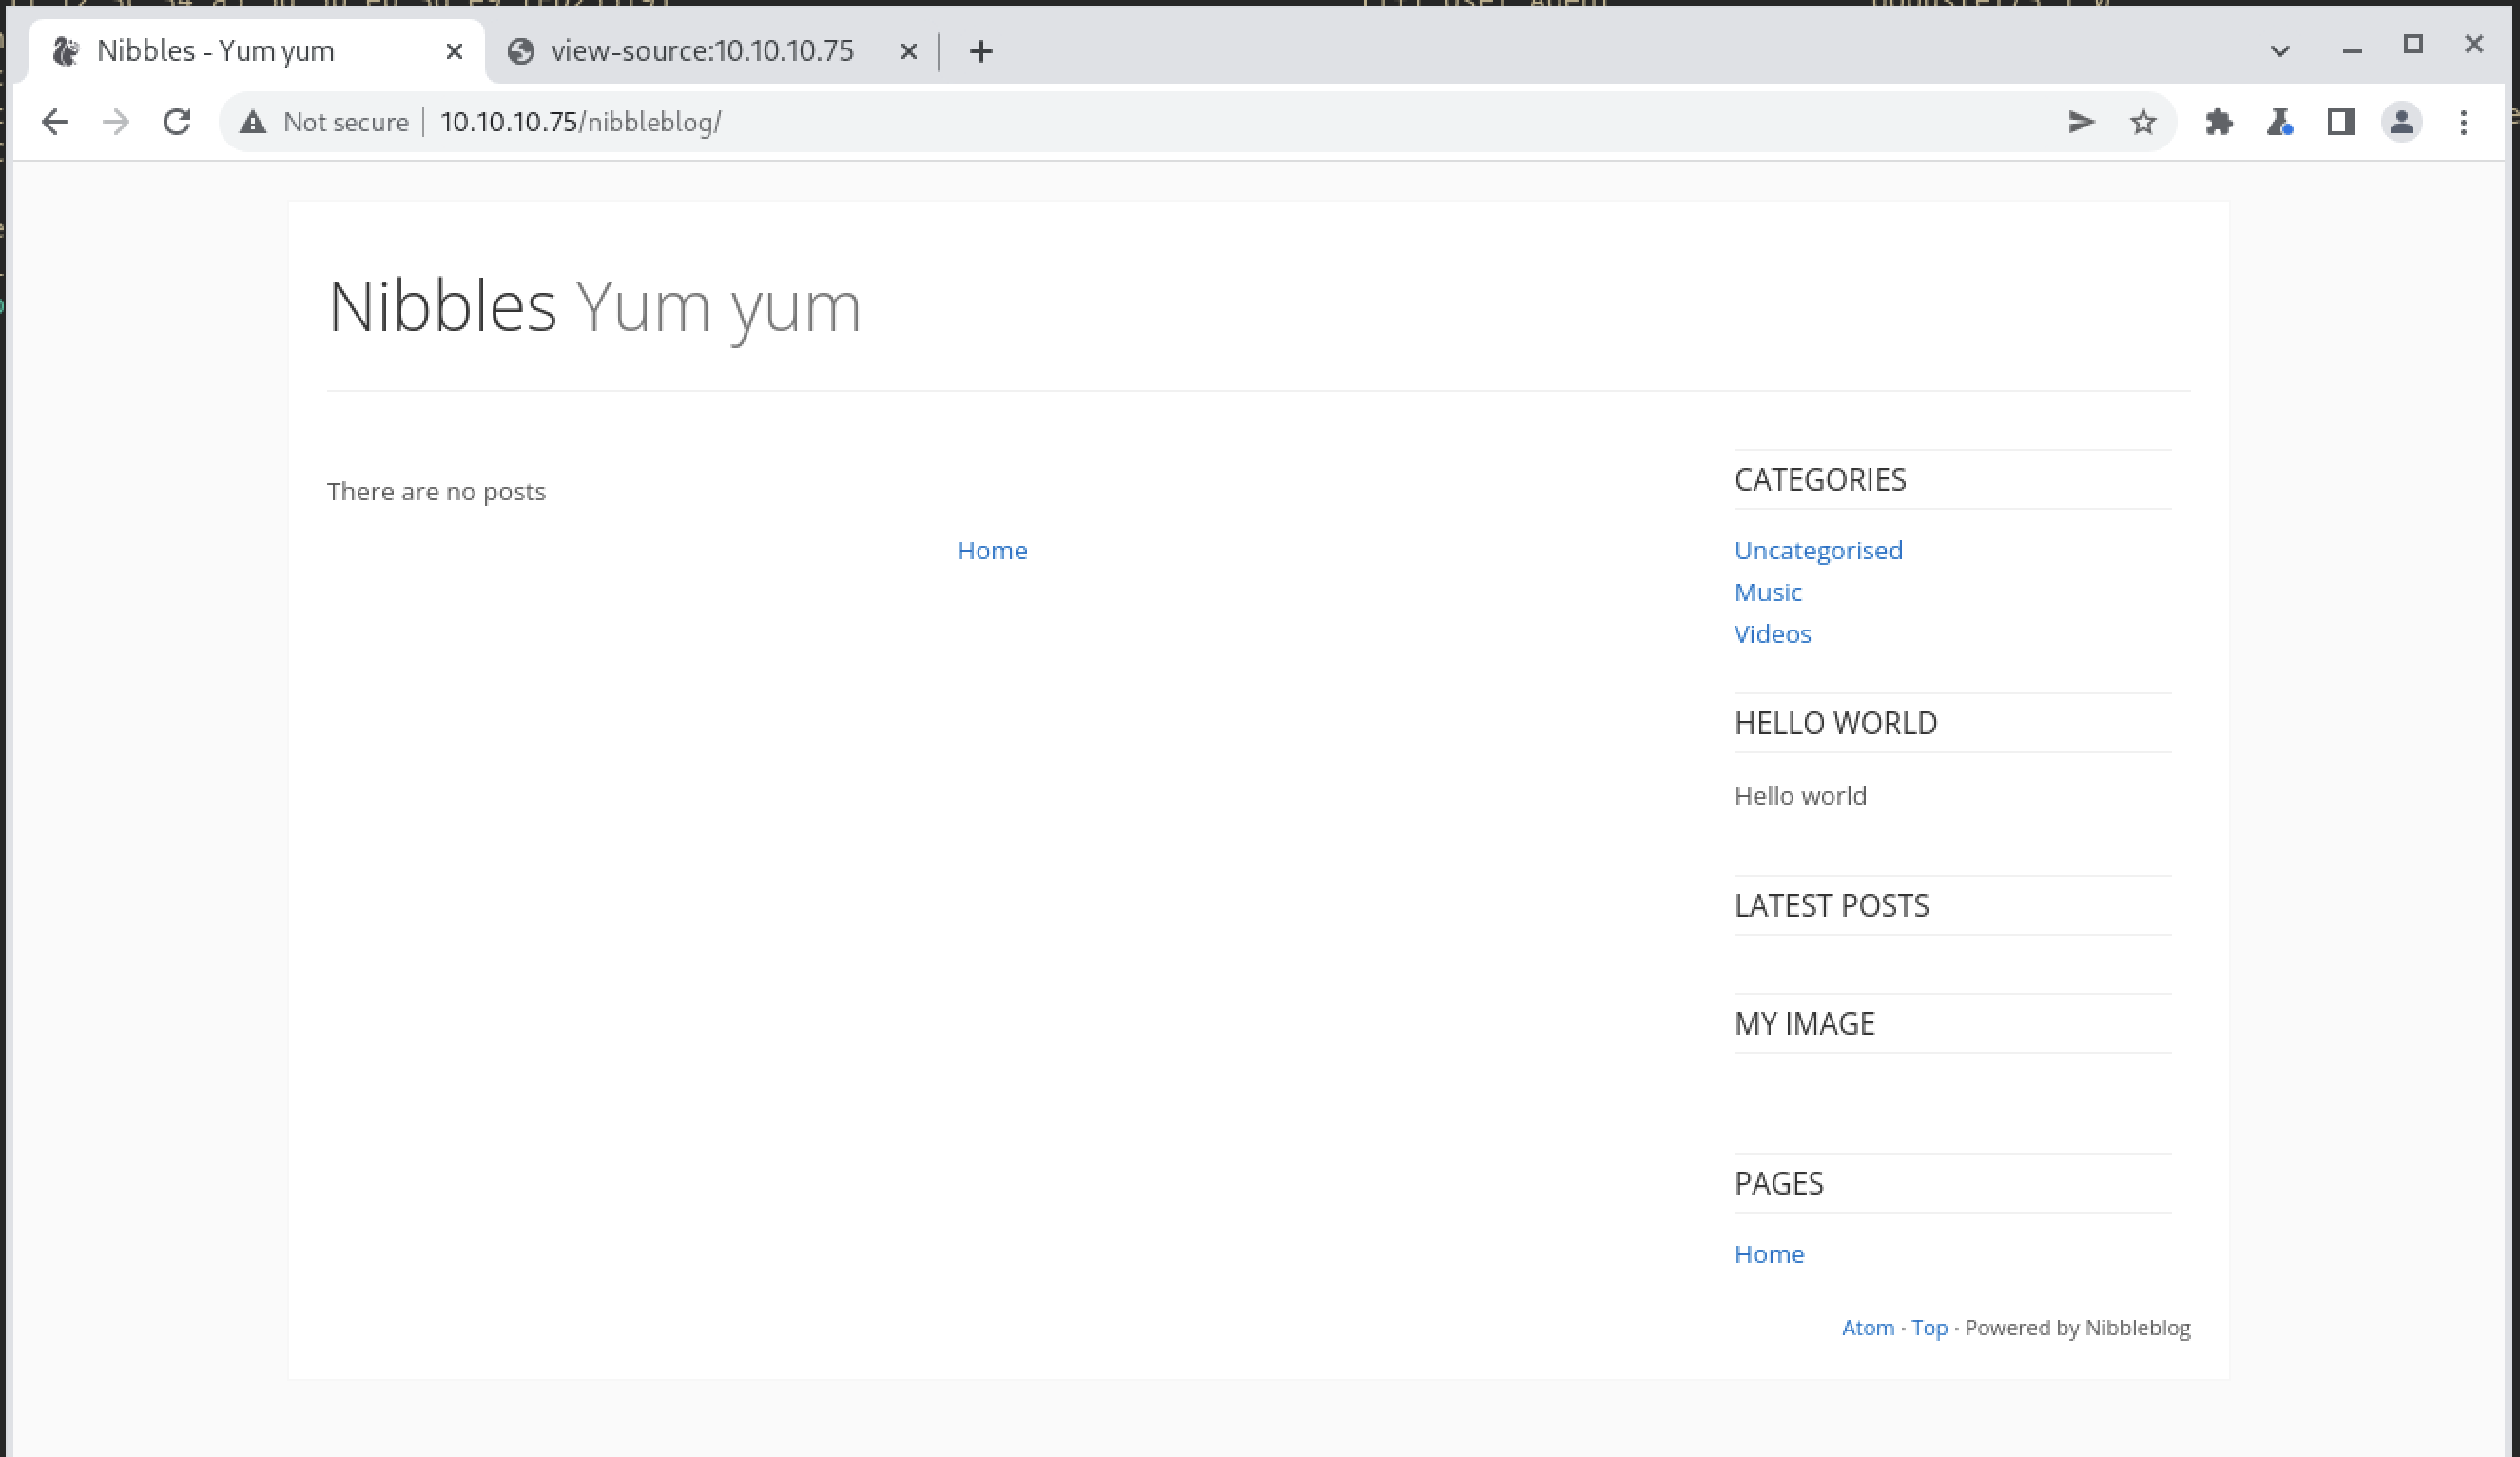 Nibbles - Yum yum
view-source:10.10.10.75
Not secure
10.10.10.75/nibbleblog/
Nibbles Yum yum
There are no posts
Home
CATEGORIES
Uncategorised
Music
Videos
HELLO WORLD
Hello world
LATEST POSTS
MY IMAGE
PAGES
Home
Atom · Top · Powered by Nibbleblog